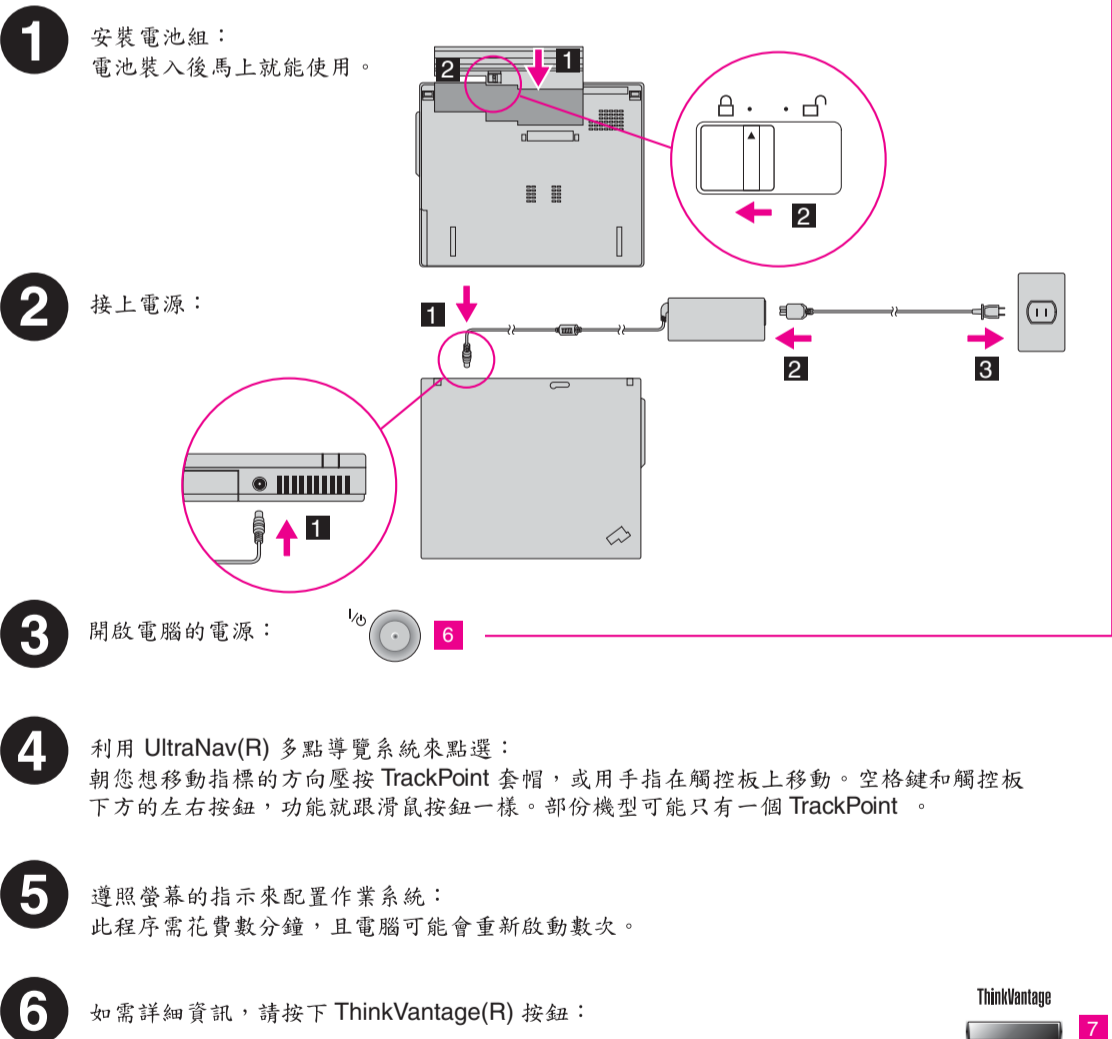 1
安裝電池組：
電池裝入後馬上就能使用。
1
2
2
2
接上電源：
1
2
3
1
3
開啟電腦的電源：
6
4
利用 UltraNav(R) 多點導覽系統來點選：
朝您想移動指標的方向壓按 TrackPoint 套帽，或用手指在觸控板上移動。空格鍵和觸控板
下方的左右按鈕，功能就跟滑鼠按鈕一樣。部份機型可能只有一個 TrackPoint 。
5
遵照螢幕的指示來配置作業系統：
此程序需花費數分鐘，且電腦可能會重新啟動數次。
6
如需詳細資訊，請按下 ThinkVantage(R) 按鈕：
ThinkVantage
7